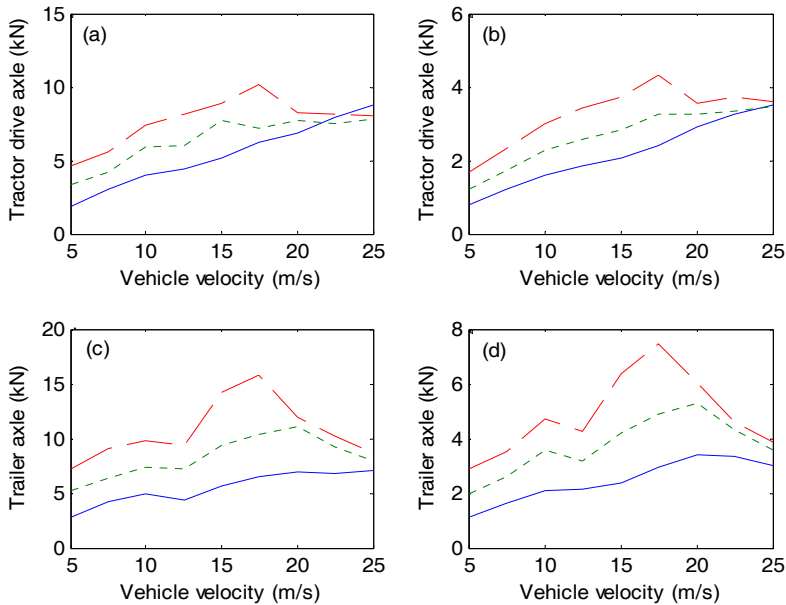 (a)
Tractor drive axle (kN)
15
10
5
0
5 10 15 20 25
Vehicle velocity (m/s)
(b)
Tractor drive axle (kN)
6
4
2
0
5 10 15 20 25
Vehicle velocity (m/s)
(c)
Trailer axle (kN)
20
15
10
5
0
5 10 15 20 25
Vehicle velocity (m/s)
(d)
Trailer axle (kN)
8
6
4
2
0
5 10 15 20 25
Vehicle velocity (m/s)